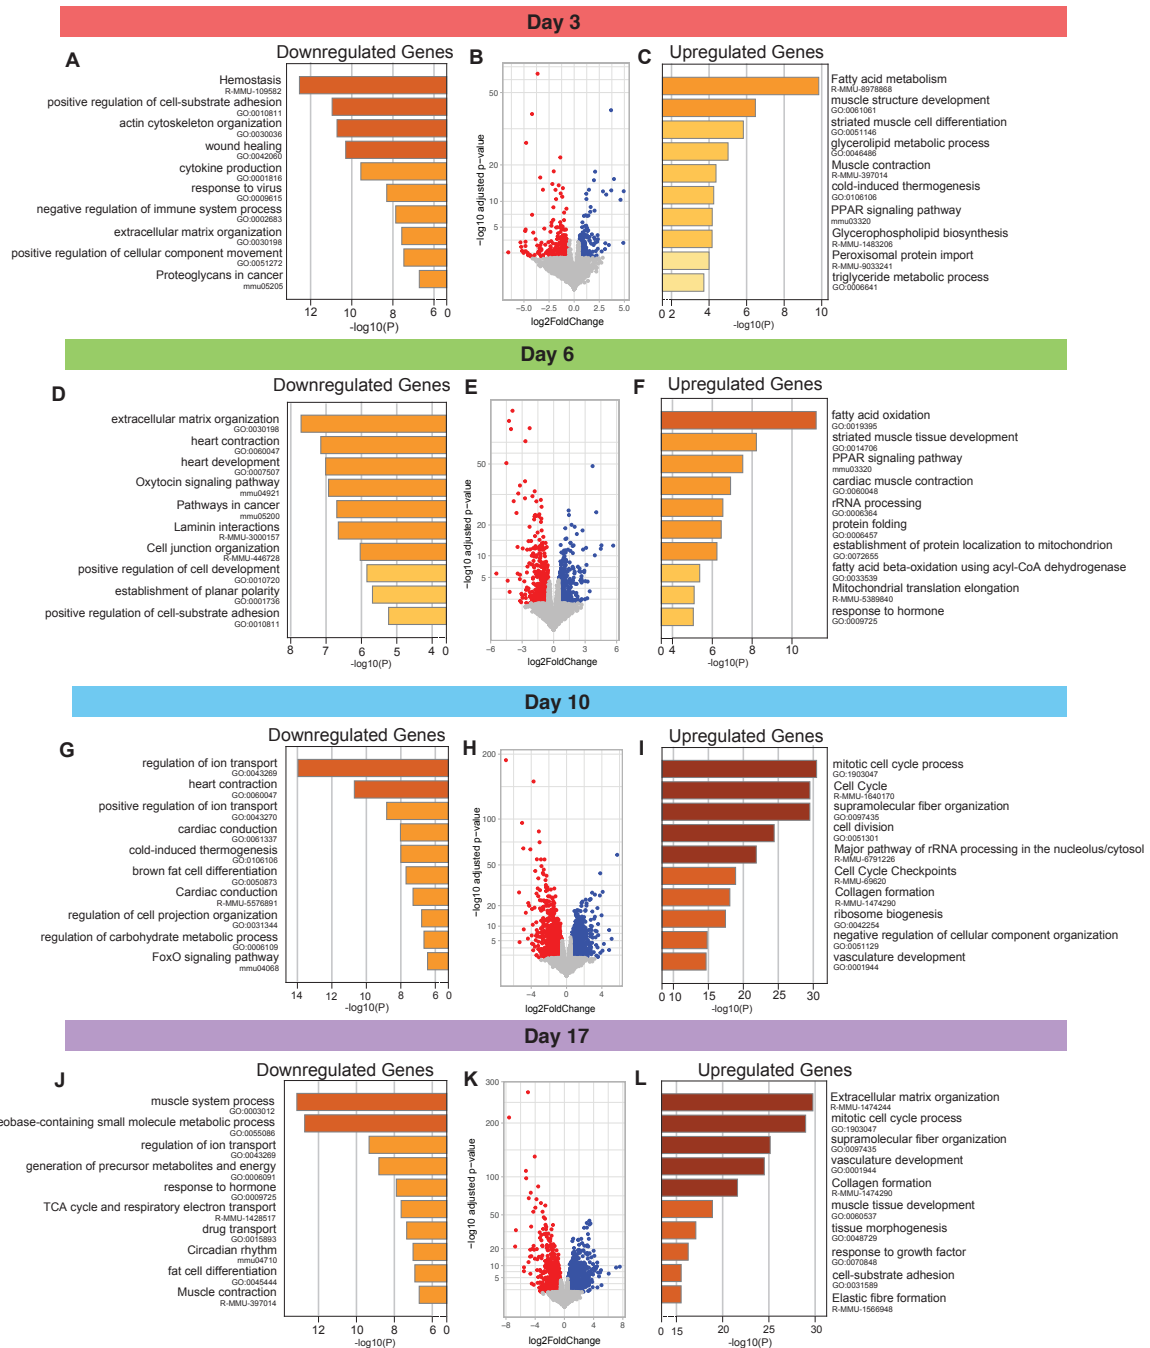 Day 3
A
Downregulated Genes
Hemostasis
R-MMU-109582
positive regulation of cell-substrate adhesion
GO:0010811
actin cytoskeleton organization
GO:0030036
wound healing
GO:0042060
cytokine production
GO:0001816
response to virus
GO:0009615
negative regulation of immune system process
GO:0002683
extracellular matrix organization
GO:0030198
positive regulation of cellular component movement
GO:0051272
Proteoglycans in cancer
mmu05205
12 10 8 6 0
-log10(P)
B
−log10 adjusted p−value
50
20
10
5
−5.0 −2.5 0.0 2.5 5.0
log2FoldChange
C
Upregulated Genes
Fatty acid metabolism
R-MMU-8978868
muscle structure development
GO:0061061
striated muscle cell differentiation
GO:0051146
glycerolipid metabolic process
GO:0046486
Muscle contraction
R-MMU-397014
cold-induced thermogenesis
GO:0106106
PPAR signaling pathway
mmu03320
Glycerophospholipid biosynthesis
R-MMU-1483206
Peroxisomal protein import
R-MMU-9033241
triglyceride metabolic process
GO:0006641
0 2 4 6 8 10
-log10(P)
Day 6
D
Downregulated Genes
extracellular matrix organization
GO:0030198
heart contraction
GO:0060047
heart development
GO:0007507
Oxytocin signaling pathway
mmu04921
Pathways in cancer
mmu05200
Laminin interactions
R-MMU-3000157
Cell junction organization
R-MMU-446728
positive regulation of cell development
GO:0010720
establishment of planar polarity
GO:0001736
positive regulation of cell-substrate adhesion
GO:0010811
8 7 6 5 4 0
-log10(P)
E
−log10 adjusted p−value
50
20
10
5
−6 −3 0 3 6
log2FoldChange
F
Upregulated Genes
fatty acid oxidation
GO:0019395
striated muscle tissue development
GO:0014706
PPAR signaling pathway
mmu03320
cardiac muscle contraction
GO:0060048
rRNA processing
GO:0006364
protein folding
GO:0006457
establishment of protein localization to mitochondrion
GO:0072655
fatty acid beta-oxidation using acyl-CoA dehydrogenase
GO:0033539
Mitochondrial translation elongation
R-MMU-5389840
response to hormone
GO:0009725
0 4 6 8 10
-log10(P)
Day 10
G
Downregulated Genes
regulation of ion transport
GO:0043269
heart contraction
GO:0060047
positive regulation of ion transport
GO:0043270
cardiac conduction
GO:0061337
cold-induced thermogenesis
GO:0106106
brown fat cell differentiation
GO:0050873
Cardiac conduction
R-MMU-5576891
regulation of cell projection organization
GO:0031344
regulation of carbohydrate metabolic process
GO:0006109
FoxO signaling pathway
mmu04068
14 12 10 8 6 0
-log10(P)
H
−log10 adjusted p−value
200
100
50
20
10
5
−4 0 4
log2FoldChange
I
Upregulated Genes
mitotic cell cycle process
GO:1903047
Cell Cycle
R-MMU-1640170
supramolecular fiber organization
GO:0097435
cell division
GO:0051301
Major pathway of rRNA processing in the nucleolus/cytosol
R-MMU-6791226
Cell Cycle Checkpoints
R-MMU-69620
Collagen formation
R-MMU-1474290
ribosome biogenesis
GO:0042254
negative regulation of cellular component organization
GO:0051129
vasculature development
GO:0001944
0 10 15 20 25 30
-log10(P)
Day 17
J
Downregulated Genes
muscle system process
GO:0003012
eobase-containing small molecule metabolic process
GO:0055086
regulation of ion transport
GO:0043269
generation of precursor metabolites and energy
GO:0006091
response to hormone
GO:0009725
TCA cycle and respiratory electron transport
R-MMU-1428517
drug transport
GO:0015893
Circadian rhythm
mmu04710
fat cell differentiation
GO:0045444
Muscle contraction
R-MMU-397014
12 10 8 6 0
-log10(P)
K
−log10 adjusted p−value
300
200
100
50
20
10
5
−8 −4 0 4 8
log2FoldChange
L
Upregulated Genes
Extracellular matrix organization
R-MMU-1474244
mitotic cell cycle process
GO:1903047
supramolecular fiber organization
GO:0097435
vasculature development
GO:0001944
Collagen formation
R-MMU-1474290
muscle tissue development
GO:0060537
tissue morphogenesis
GO:0048729
response to growth factor
GO:0070848
cell-substrate adhesion
GO:0031589
Elastic fibre formation
R-MMU-1566948
0 15 20 25 30
-log10(P)